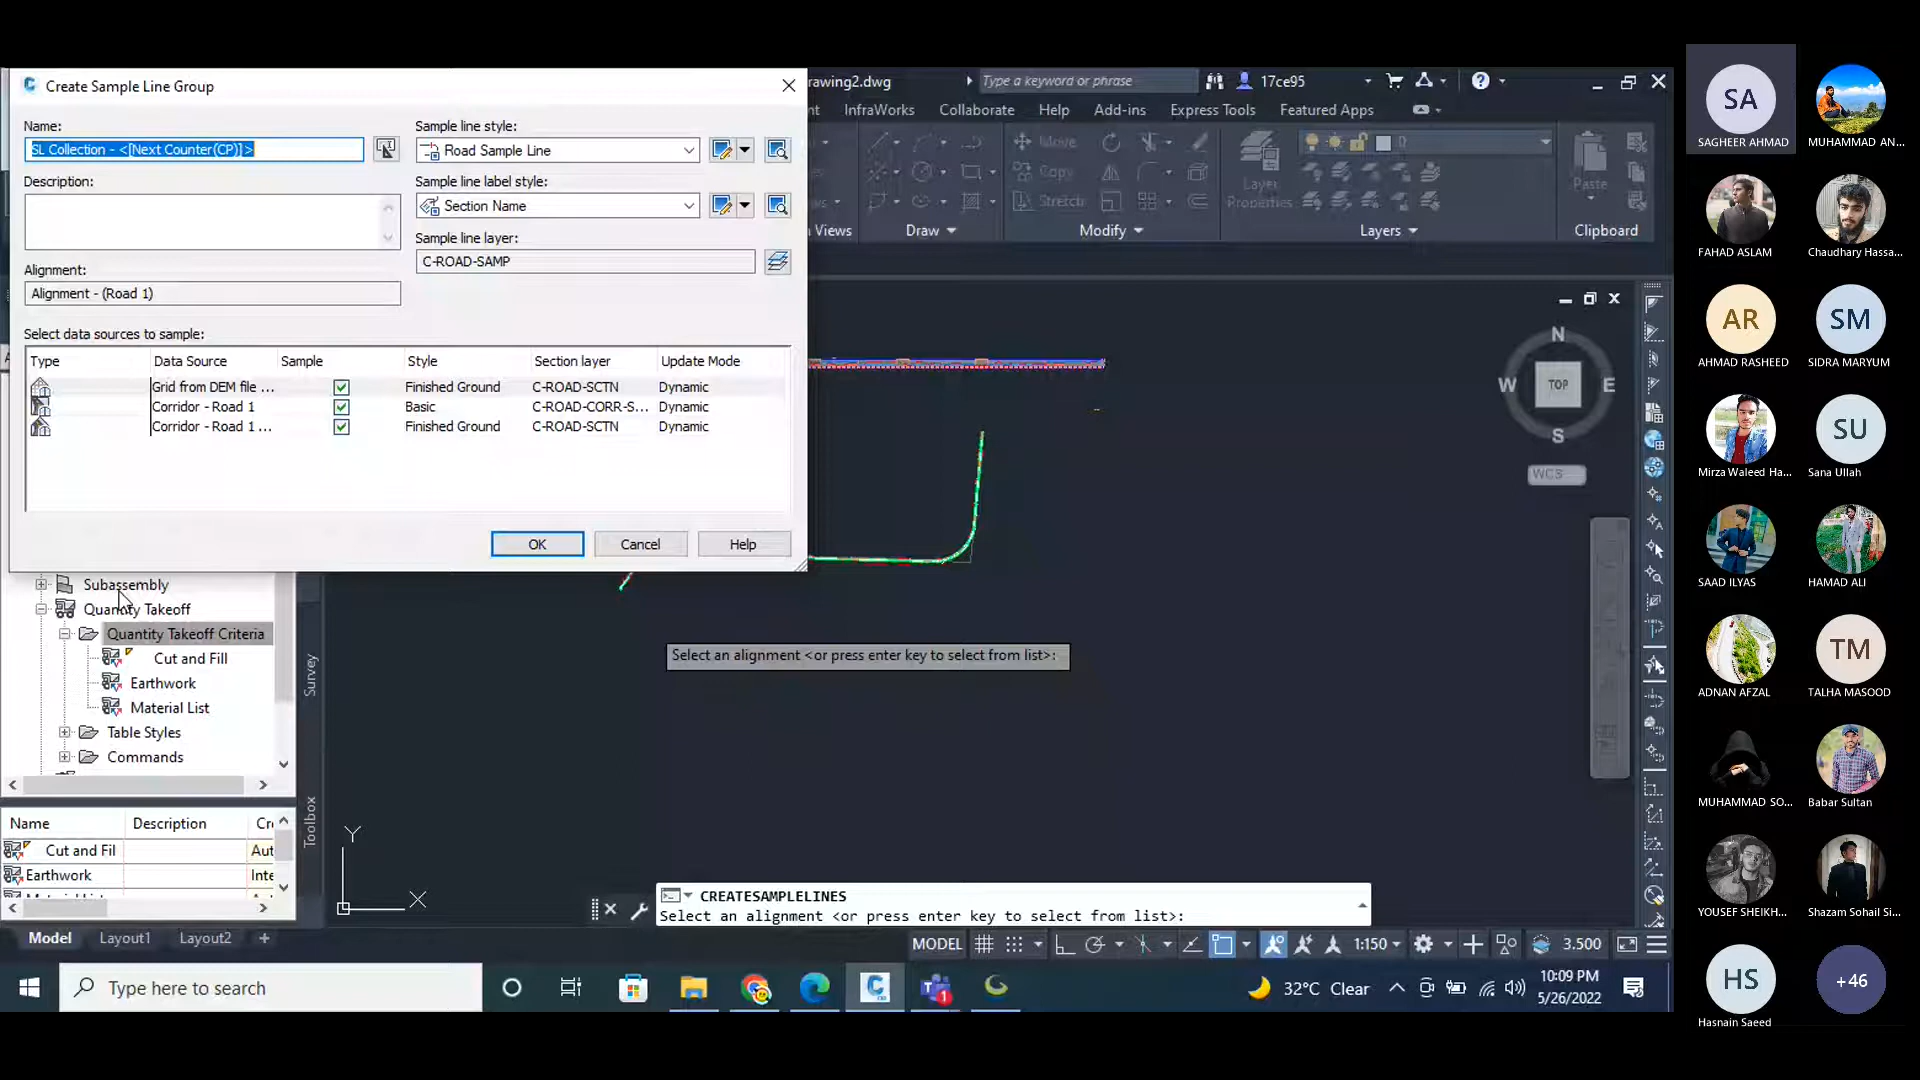 Create Sample Line Group
Name:
SL Collection - <[Next Counter(CP)]>
Description:
Alignment:
Alignment - (Road 1)
Sample line style:
Road Sample Line
Sample line label style:
Section Name
Sample line layer:
C-ROAD-SAMP
Select data sources to sample:
Type Data Source Sample Style Section layer Update Mode
Grid from DEM file ... Finished Ground C-ROAD-SCTN Dynamic
Corridor - Road 1 Basic C-ROAD-CORR-S... Dynamic
Corridor - Road 1 ... Finished Ground C-ROAD-SCTN Dynamic
OK Cancel Help
rawing2.dwg Type a keyword or phrase 17ce95
InfraWorks Collaborate Help Add-ins Express Tools Featured Apps
Move
Copy
Stretch
Layer
Properties
0
Paste
Views Draw Modify Layers Clipboard
N
W TOP E
S
WCS
Subassembly
Quantity Takeoff
Quantity Takeoff Criteria
Cut and Fill
Earthwork
Material List
Table Styles
Commands
Survey
Toolbox
Name Description Cre
Cut and Fil Aut
Earthwork Inte
Select an alignment <or press enter key to select from list>:
Y
X
CREATESAMPLELINES
Select an alignment <or press enter key to select from list>:
Model Layout1 Layout2 +
MODEL 1:150 3.500
Type here to search
1
32°C Clear
10:09 PM
5/26/2022
SA
SAGHEER AHMAD
MUHAMMAD AN...
FAHAD ASLAM
Chaudhary Hassa...
AR
AHMAD RASHEED
SM
SIDRA MARYUM
Mirza Waleed Ha...
SU
Sana Ullah
SAAD ILYAS
HAMAD ALI
ADNAN AFZAL
TM
TALHA MASOOD
MUHAMMAD SO...
Babar Sultan
YOUSEF SHEIKH...
Shazam Sohail Si...
HS
Hasnain Saeed
+46